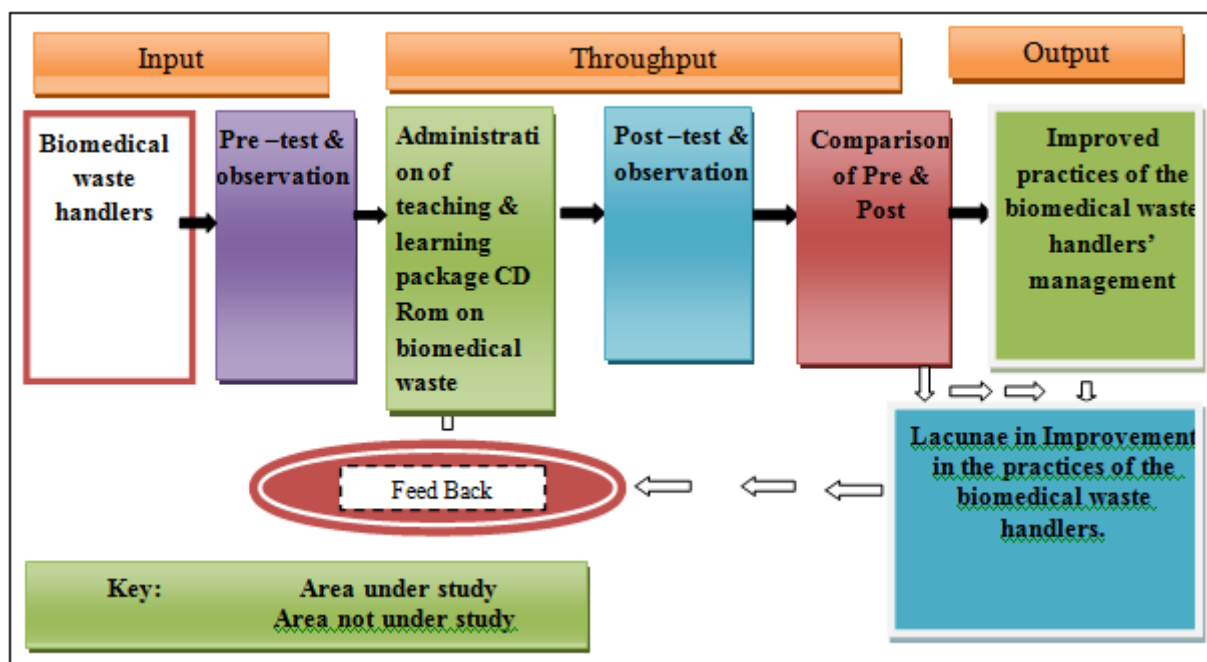 Input
Throughput
Output
Biomedical
waste
handlers
Pre –test &
observation
Administrati
on of
teaching &
learning
package CD
Rom on
biomedical
waste
Post –test &
observation
Comparison
of Pre &
Post
Improved
practices of the
biomedical waste
handlers’
management
Lacunae in Improvement
in the practices of the
biomedical waste
handlers.
Feed Back
Key: Area under study
Area not under study